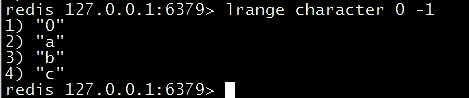 redis 127.0.0.1:6379> lrange character 0 -1
1) "0"
2) "a"
3) "b"
4) "c"
redis 127.0.0.1:6379>